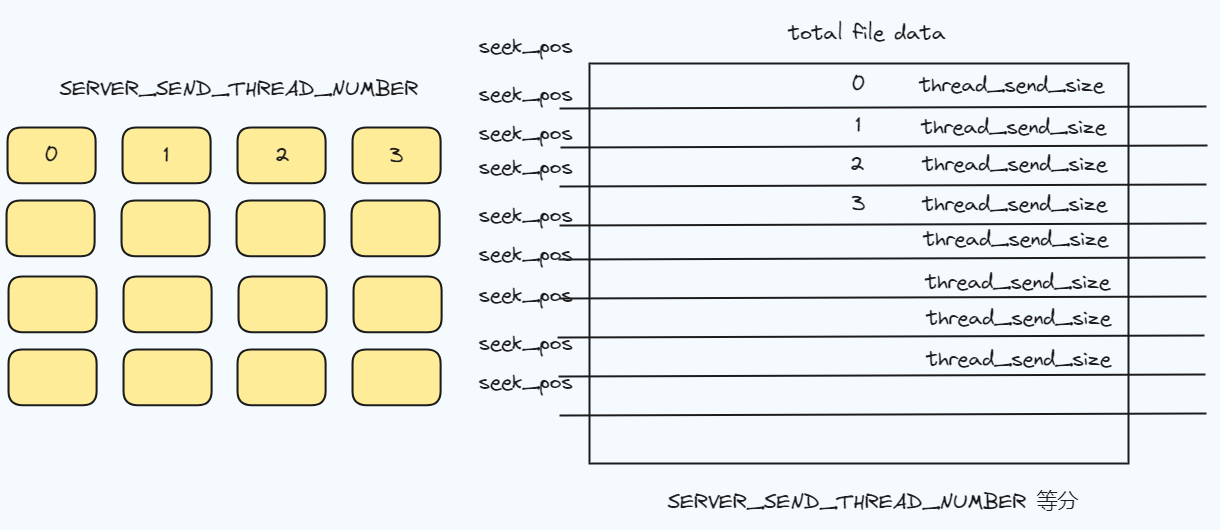 SERVER_SEND_THREAD_NUMBER
0 1 2 3
total file data
seek_pos
0 thread_send_size
seek_pos
1 thread_send_size
seek_pos
2 thread_send_size
seek_pos
3 thread_send_size
seek_pos
thread_send_size
seek_pos
thread_send_size
seek_pos
thread_send_size
seek_pos
thread_send_size
seek_pos
SERVER_SEND_THREAD_NUMBER 等分